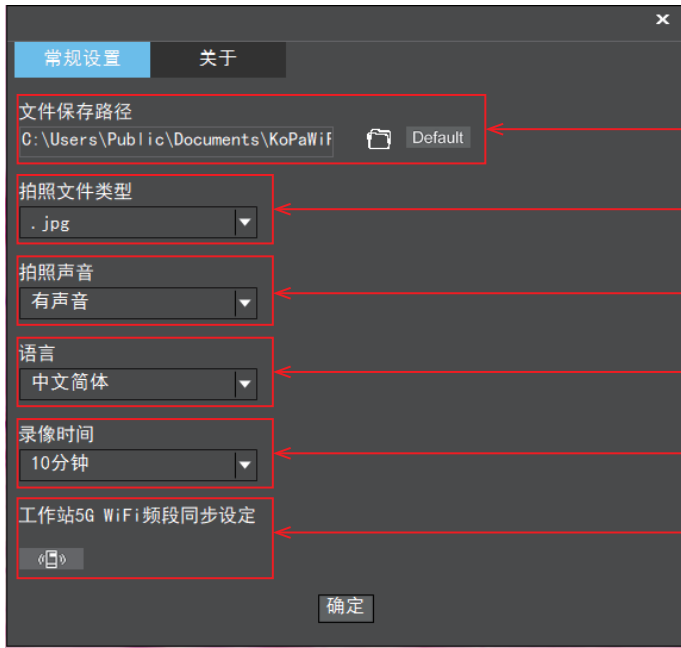 常规设置 关于
文件保存路径
C:\Users\Public\Documents\KoPaWiF Default
拍照文件类型
.jpg
拍照声音
有声音
语言
中文简体
录像时间
10分钟
工作站5G WiFi频段同步设定
确定